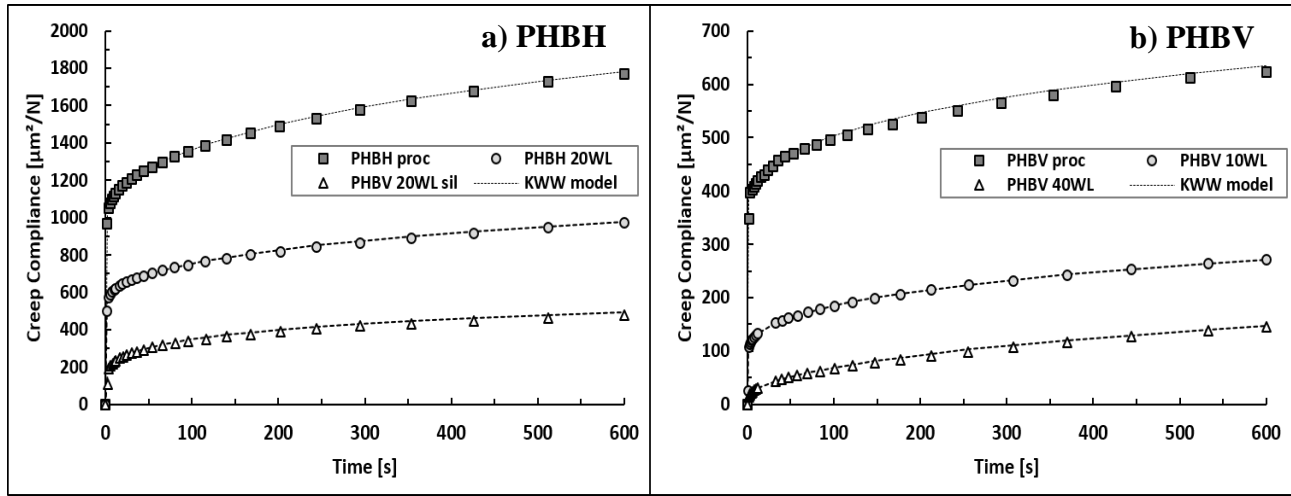 a) PHBH
Creep Compliance [µm²/N]
2000
1800
1600
1400
1200
1000
800
600
400
200
0
PHBH proc
PHBH 20WL
PHBV 20WL sil
KWW model
0 100 200 300 400 500 600
Time [s]
b) PHBV
Creep Compliance [µm²/N]
700
600
500
400
300
200
100
0
PHBV proc
PHBV 10WL
PHBV 40WL
KWW model
0 100 200 300 400 500 600
Time [s]